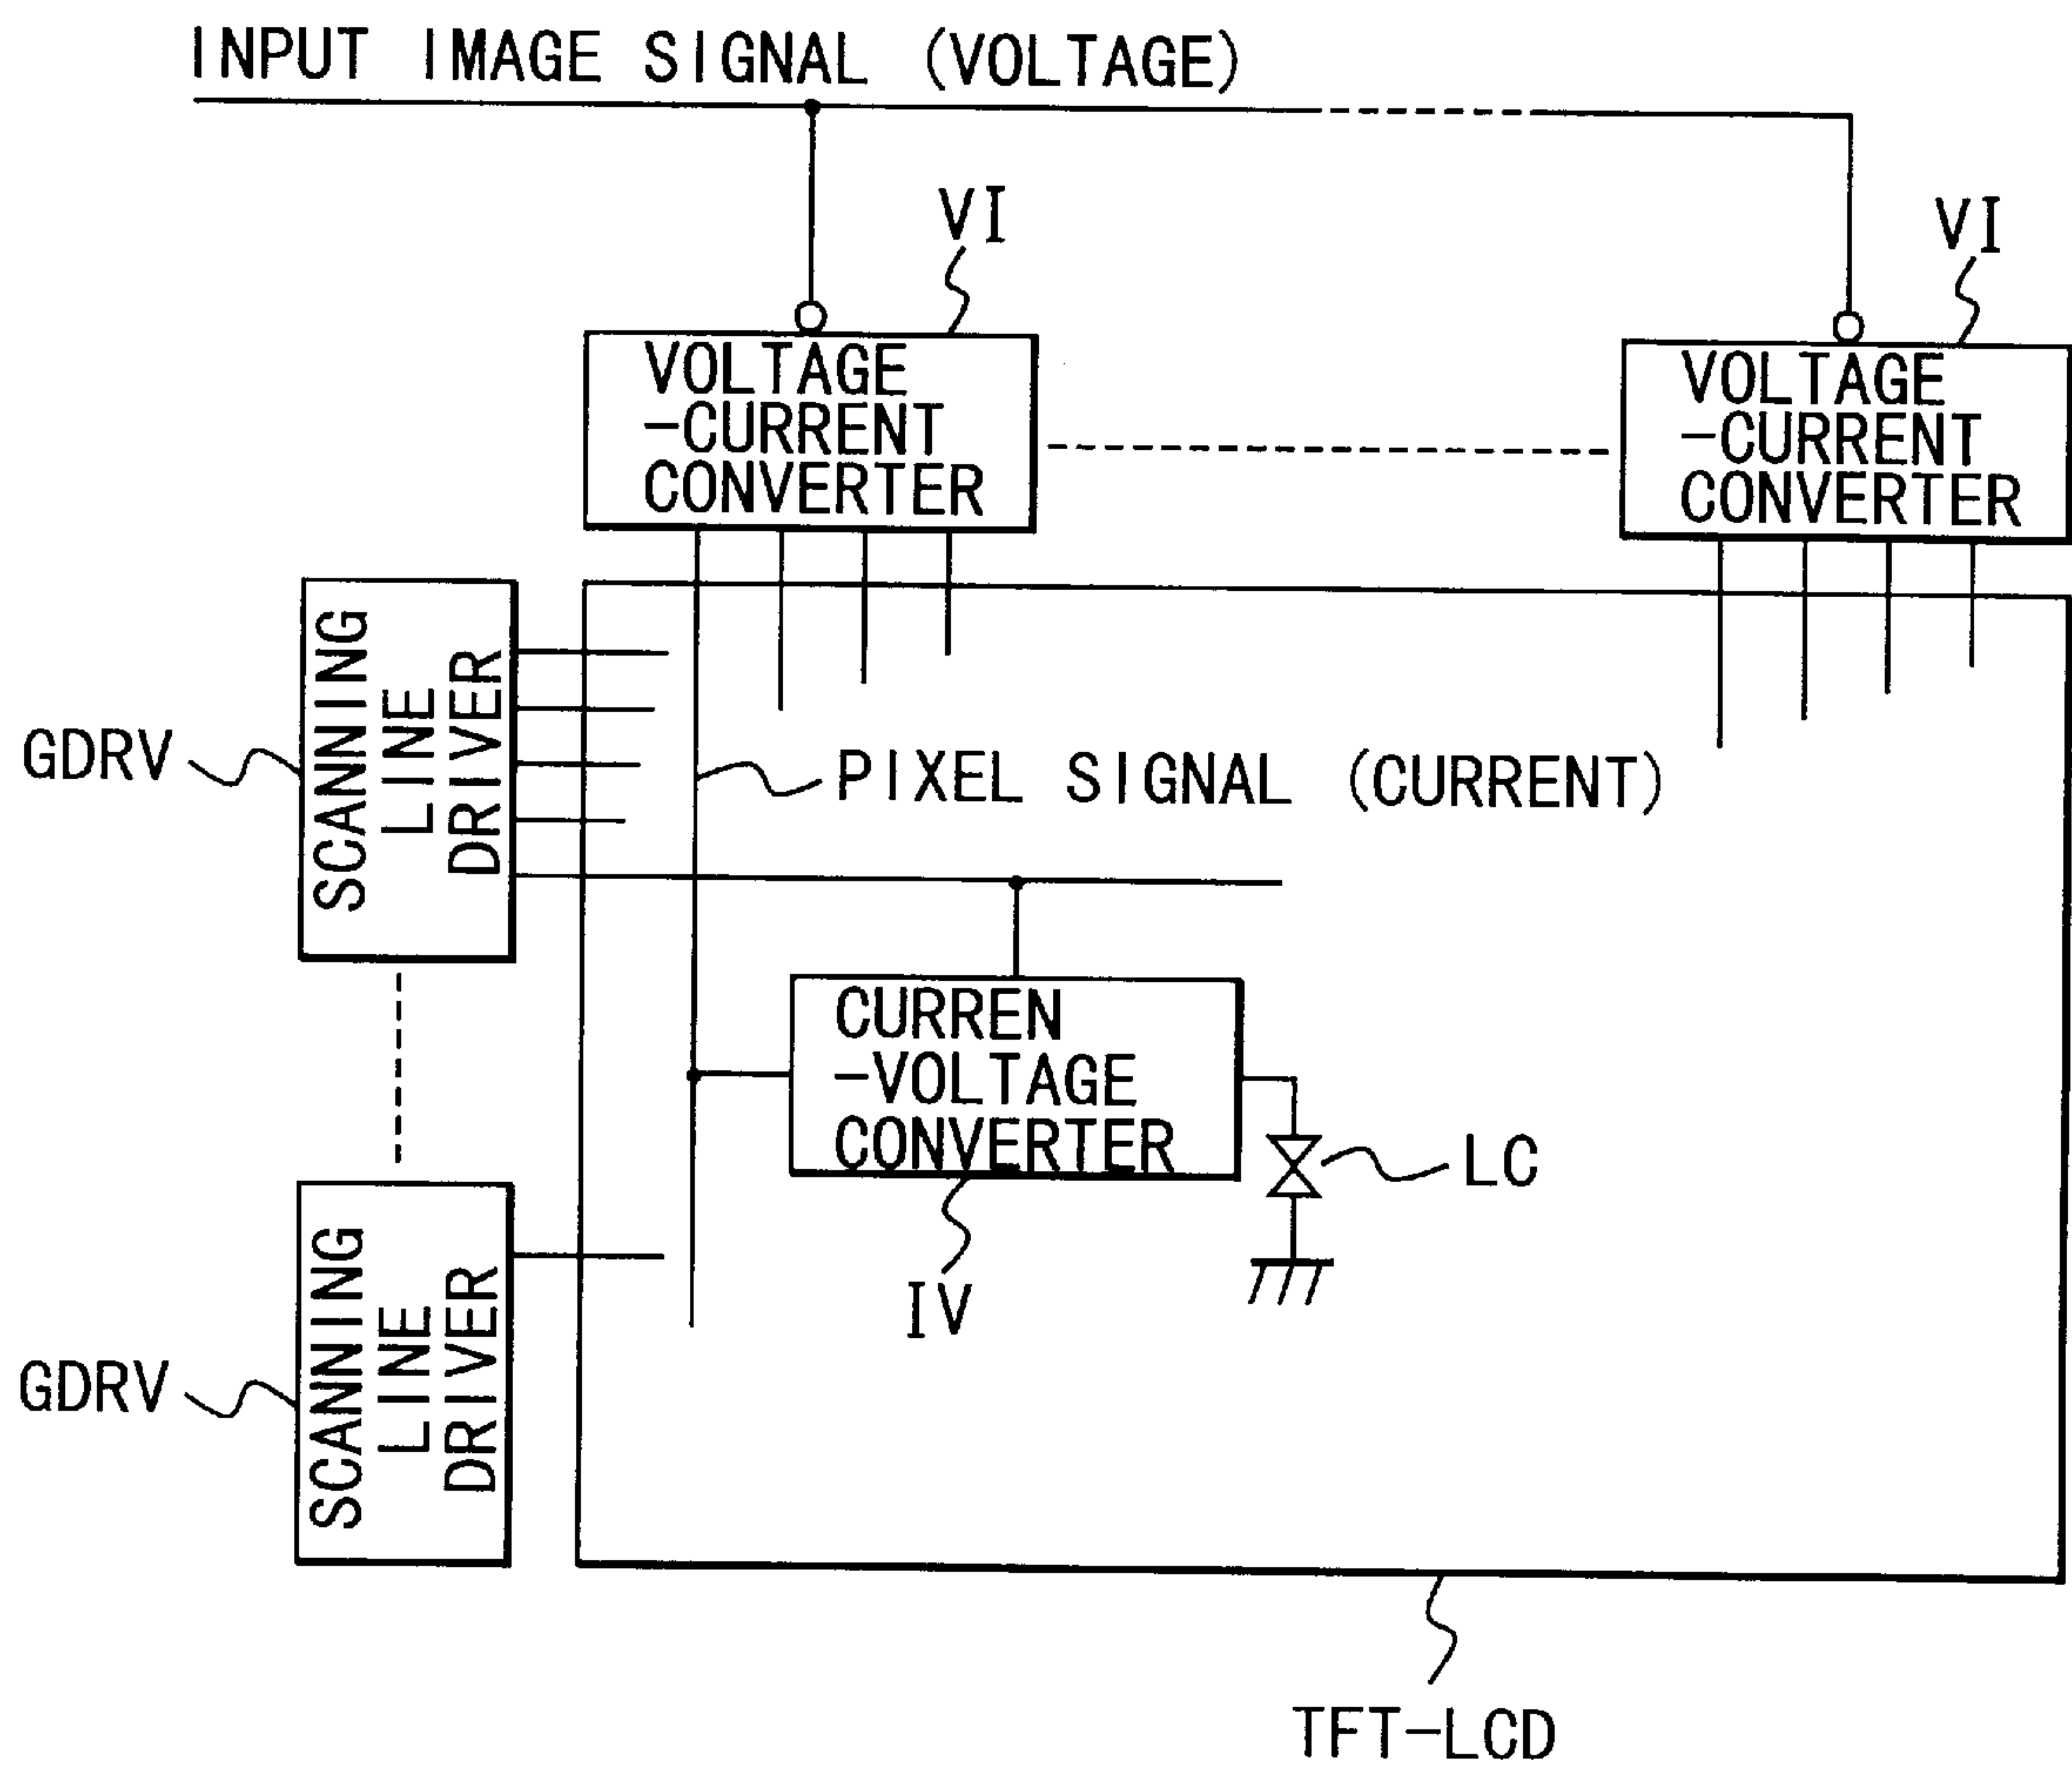 INPUT IMAGE SIGNAL (VOLTAGE)
VI
VI
VOLTAGE
-CURRENT
CONVERTER
VOLTAGE
-CURRENT
CONVERTER
SCANNING
LINE
DRIVER
GDRV
PIXEL SIGNAL (CURRENT)
CURREN
-VOLTAGE
CONVERTER
LC
IV
SCANNING
LINE
DRIVER
GDRV
TFT-LCD